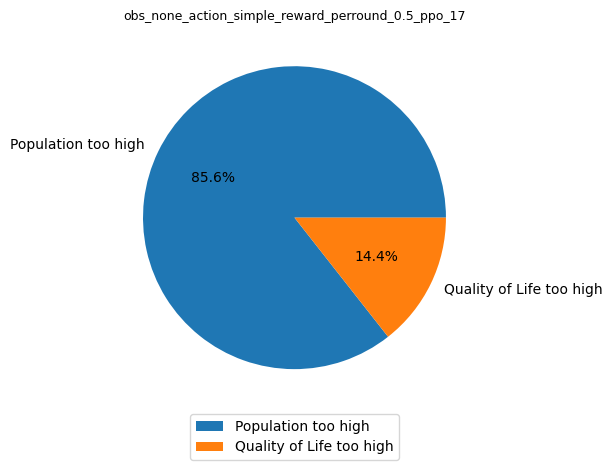 obs_none_action_simple_reward_perround_0.5_ppo_17
Population too high
85.6%
14.4%
Quality of Life too high
Population too high
Quality of Life too high